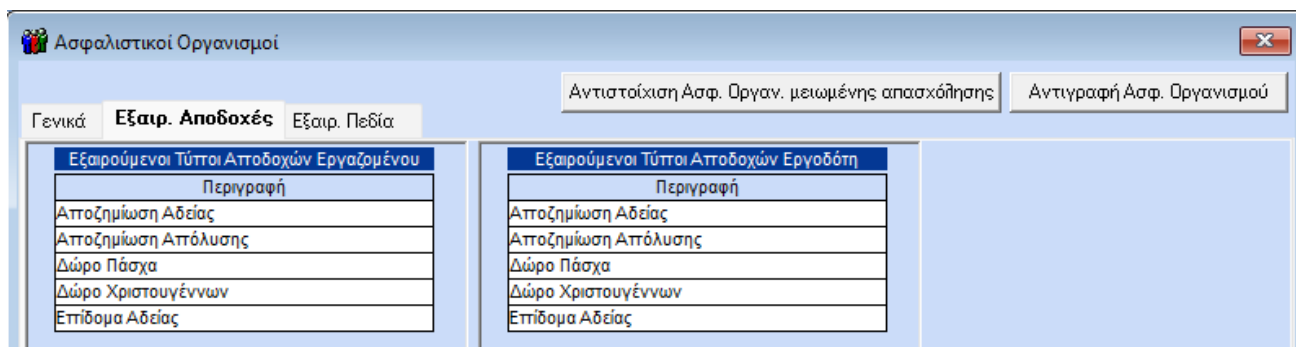 Ασφαλιστικοί Οργανισμοί
Αντιστοίχιση Ασφ. Οργαν. μειωμένης απασχόλησης
Αντιγραφή Ασφ. Οργανισμού
Γενικά
Εξαιρ. Αποδοχές
Εξαιρ. Πεδία
Εξαιρούμενοι Τύποι Αποδοχών Εργαζομένου
Περιγραφή
Αποζημίωση Αδείας
Αποζημίωση Απόλυσης
Δώρο Πάσχα
Δώρο Χριστουγέννων
Επίδομα Αδείας
Εξαιρούμενοι Τύποι Αποδοχών Εργοδότη
Περιγραφή
Αποζημίωση Αδείας
Αποζημίωση Απόλυσης
Δώρο Πάσχα
Δώρο Χριστουγέννων
Επίδομα Αδείας